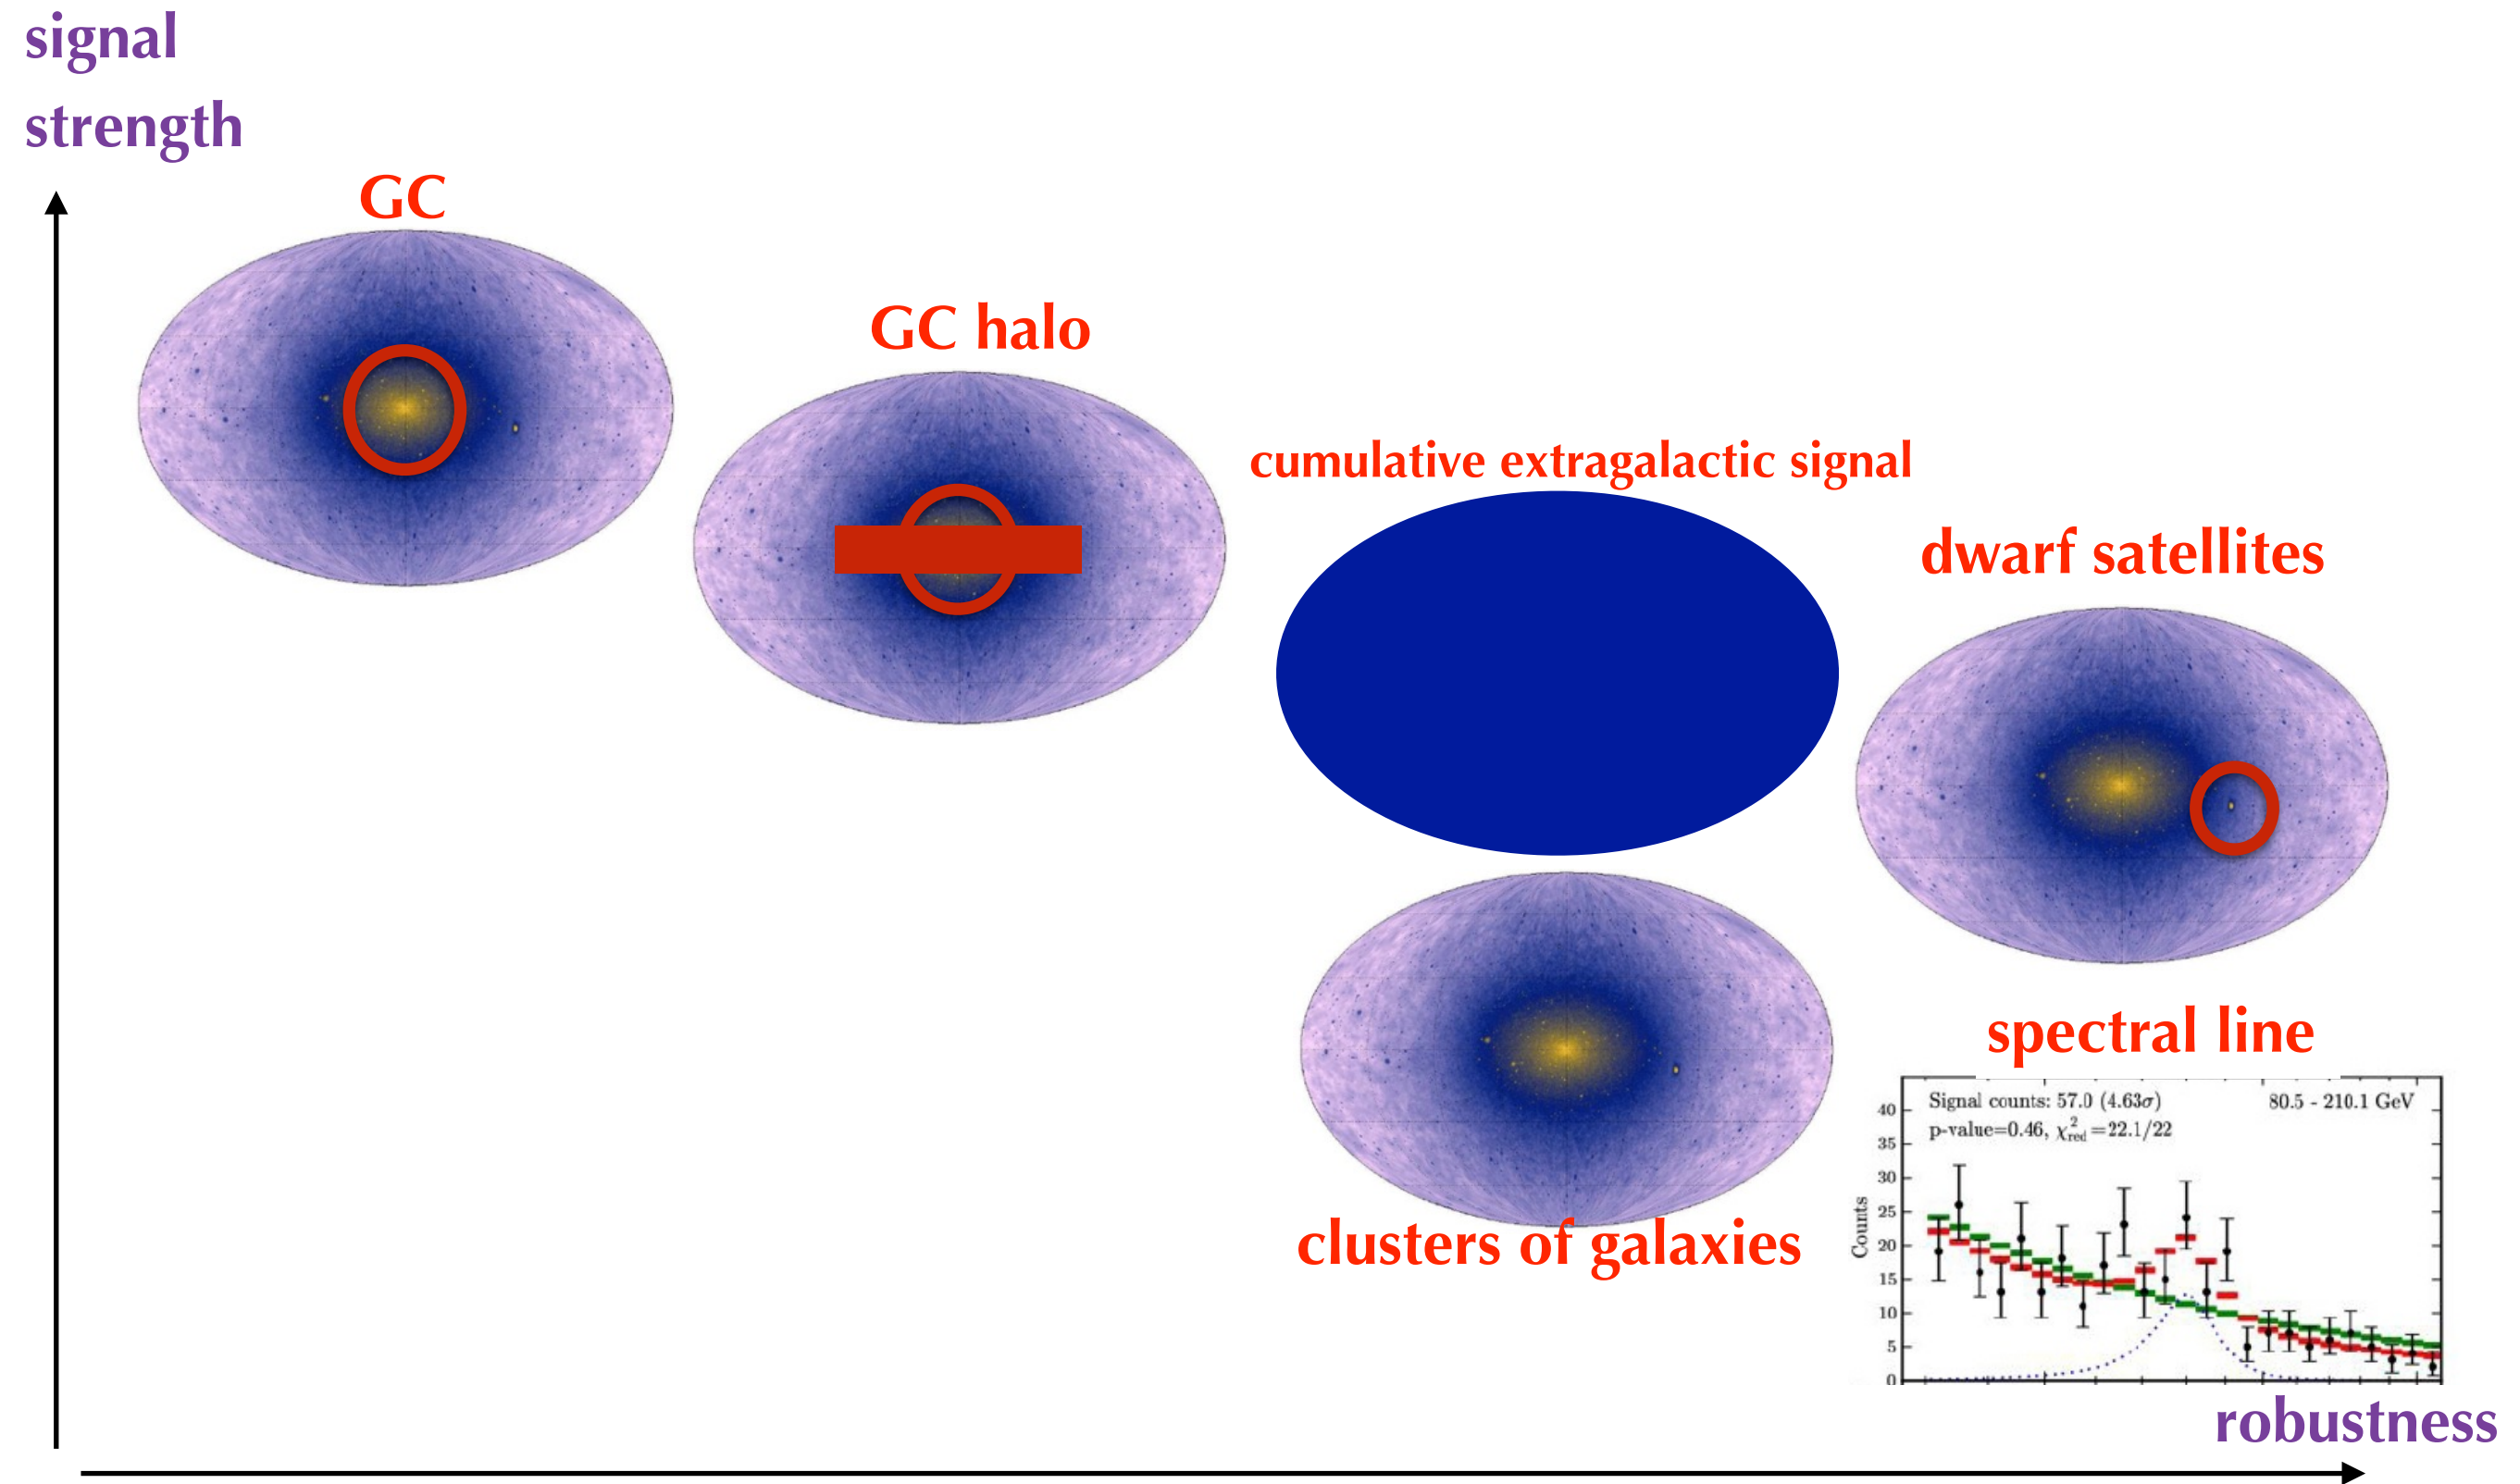 signal
strength
GC
GC halo
cumulative extragalactic signal
dwarf satellites
clusters of galaxies
spectral line
Signal counts: 57.0 (4.63σ)
80.5 - 210.1 GeV
p-value=0.46, χ²red=22.1/22
Counts
40
35
30
25
20
15
10
5
0
robustness